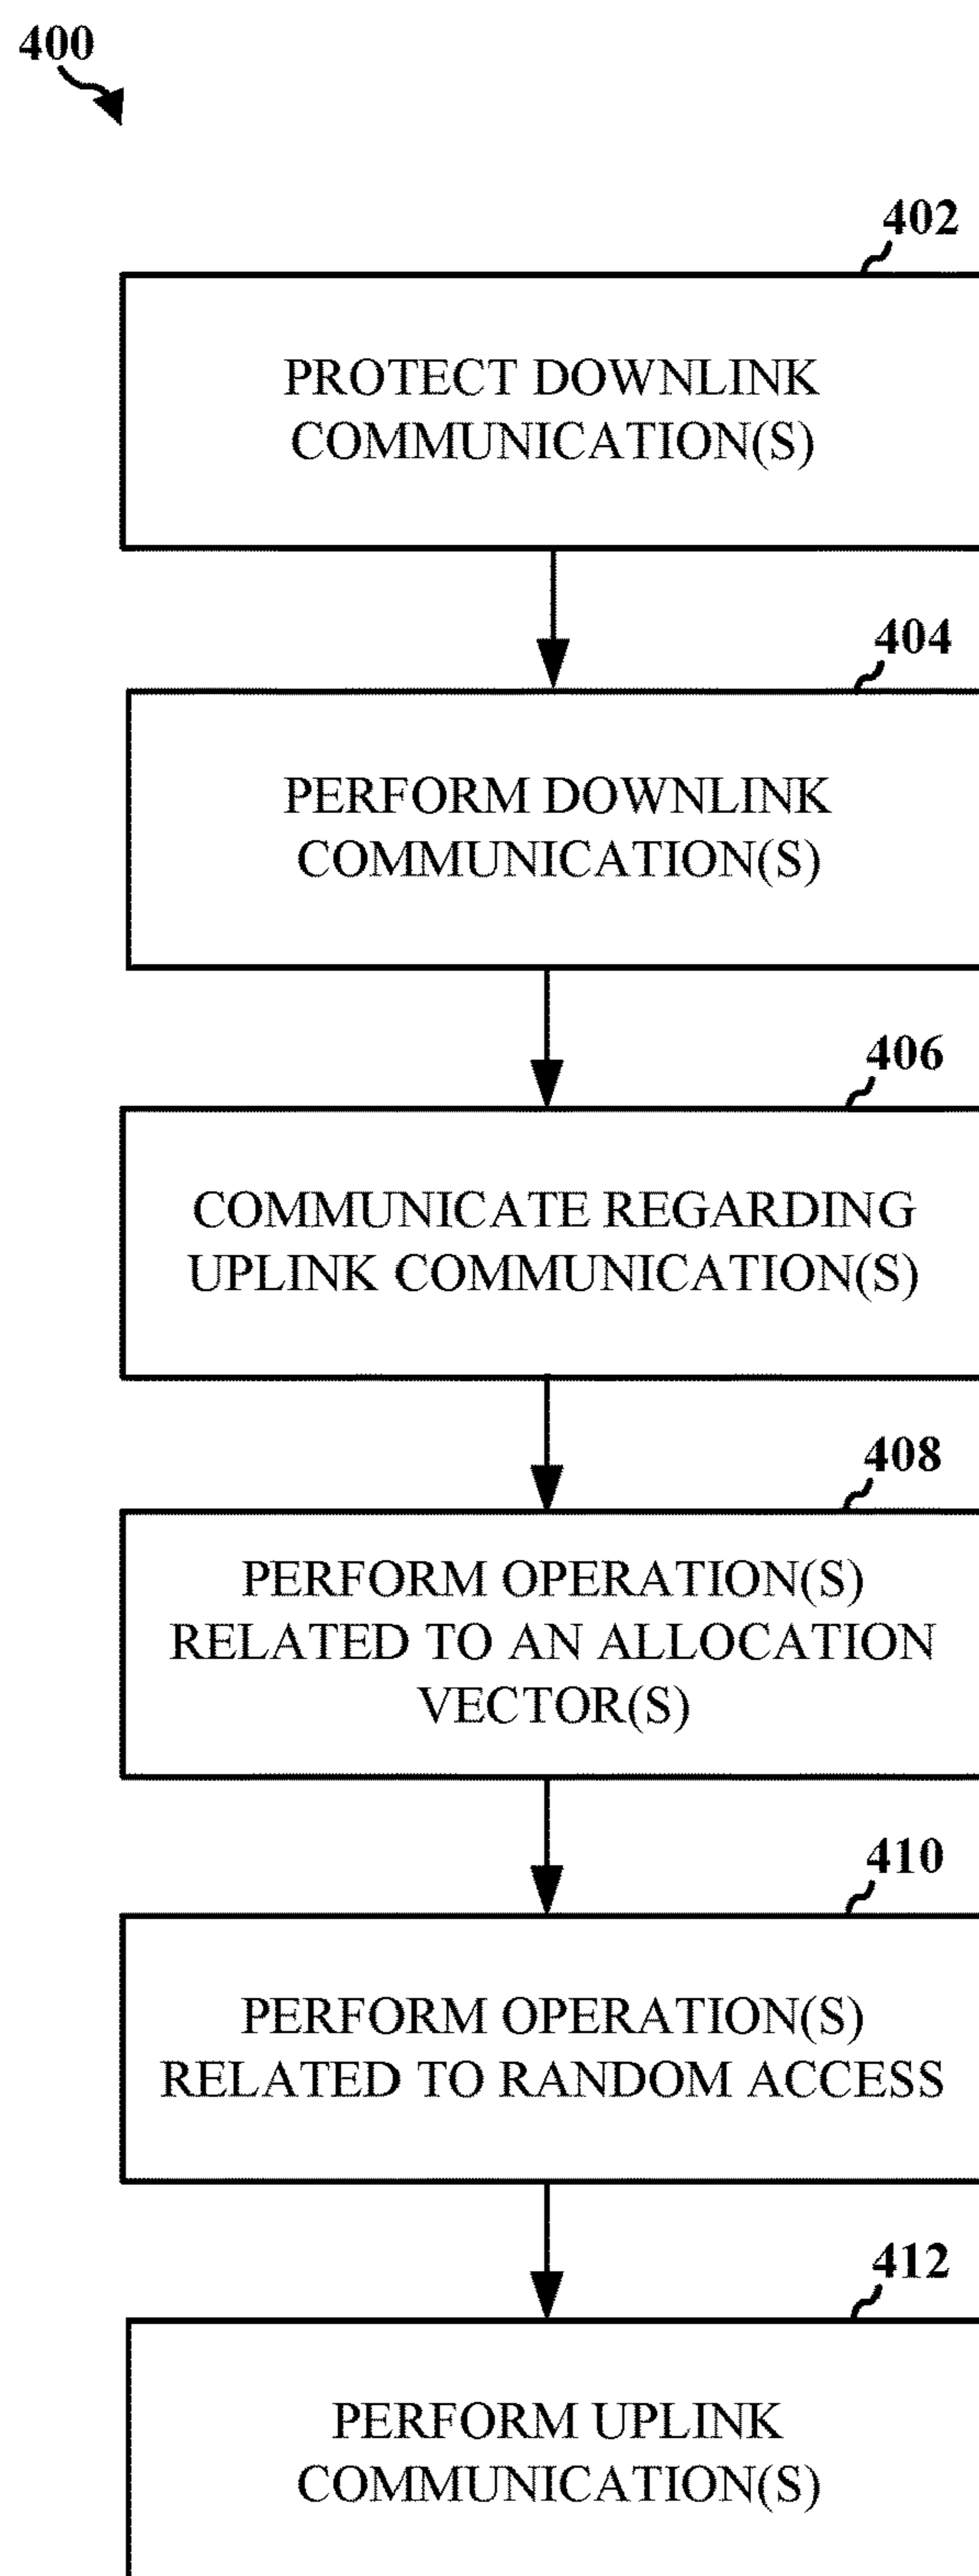 400
402
PROTECT DOWNLINK
COMMUNICATION(S)
404
PERFORM DOWNLINK
COMMUNICATION(S)
406
COMMUNICATE REGARDING
UPLINK COMMUNICATION(S)
408
PERFORM OPERATION(S)
RELATED TO AN ALLOCATION
VECTOR(S)
410
PERFORM OPERATION(S)
RELATED TO RANDOM ACCESS
412
PERFORM UPLINK
COMMUNICATION(S)